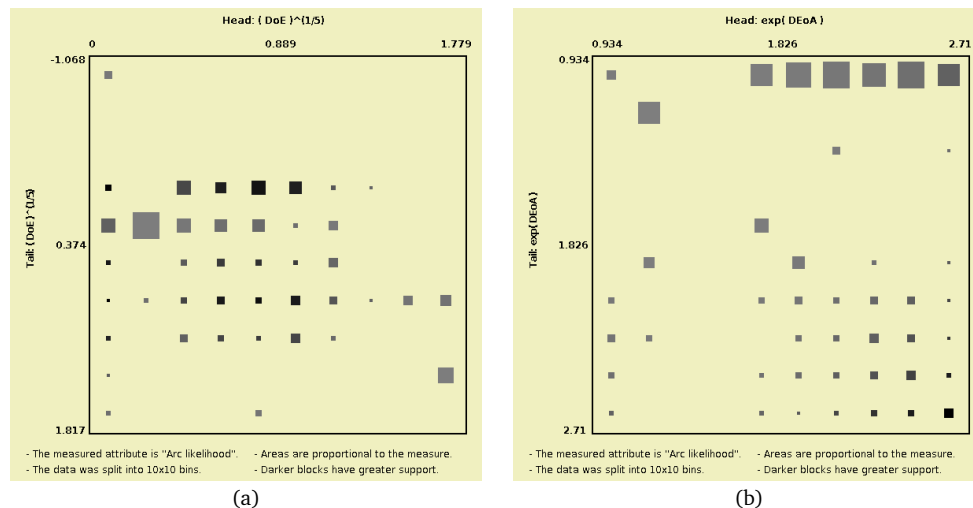 Head: ( DoE )^(1/5)
0 0.889 1.779
-1.068
Tail: ( DoE )^(1/5)
0.374
1.817
- The measured attribute is "Arc likelihood". - Areas are proportional to the measure.
- The data was split into 10x10 bins. - Darker blocks have greater support.
(a)
Head: exp( DEoA )
0.934 1.826 2.71
0.934
Tail: exp( DEoA )
1.826
2.71
- The measured attribute is "Arc likelihood". - Areas are proportional to the measure.
- The data was split into 10x10 bins. - Darker blocks have greater support.
(b)